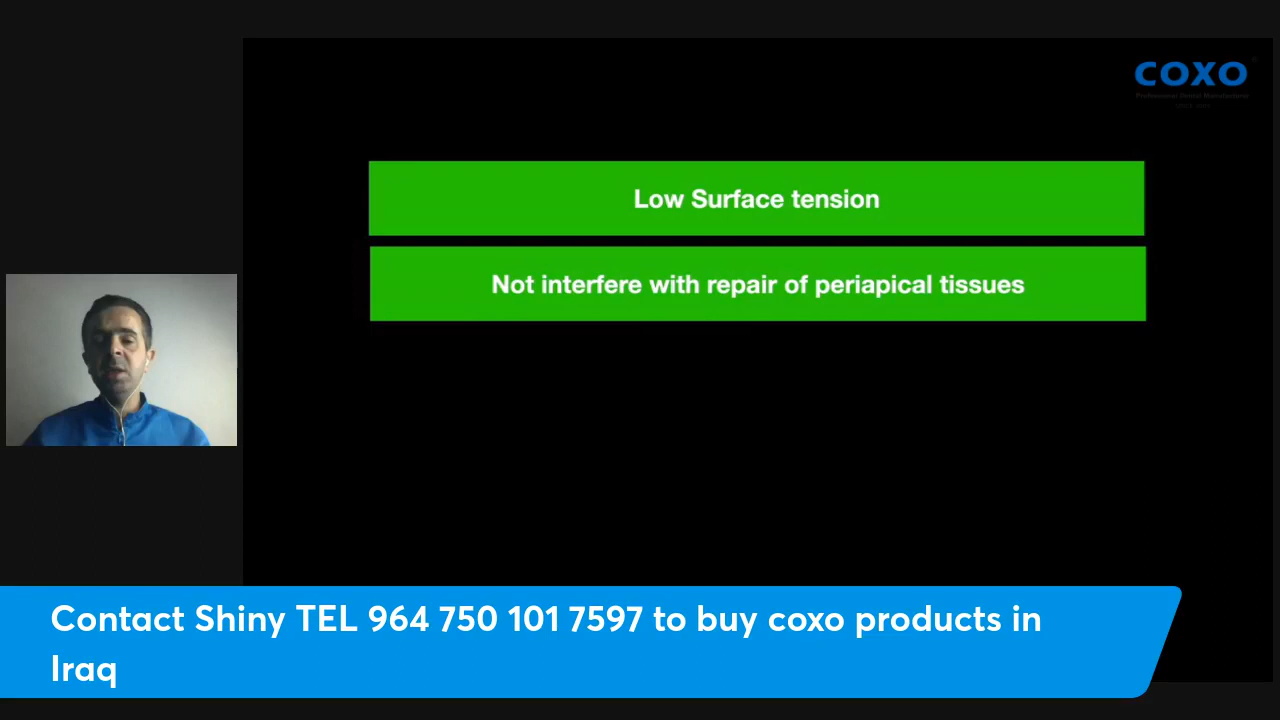 COXO
Low Surface tension
Not interfere with repair of periapical tissues
Contact Shiny TEL 964 750 101 7597 to buy coxo products in
Iraq